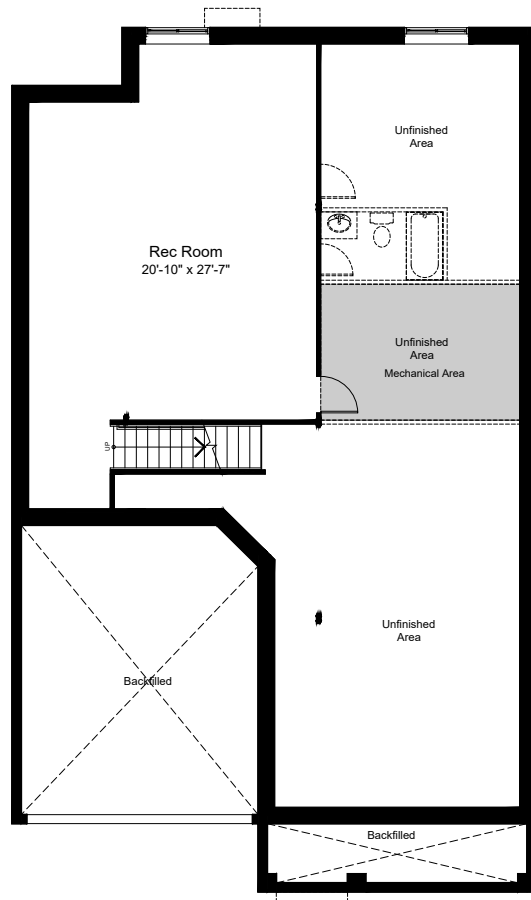 Unfinished
Area
Rec Room
20'-10" x 27'-7"
Unfinished
Area
Mechanical Area
UP
Unfinished
Area
Backfilled
Backfilled